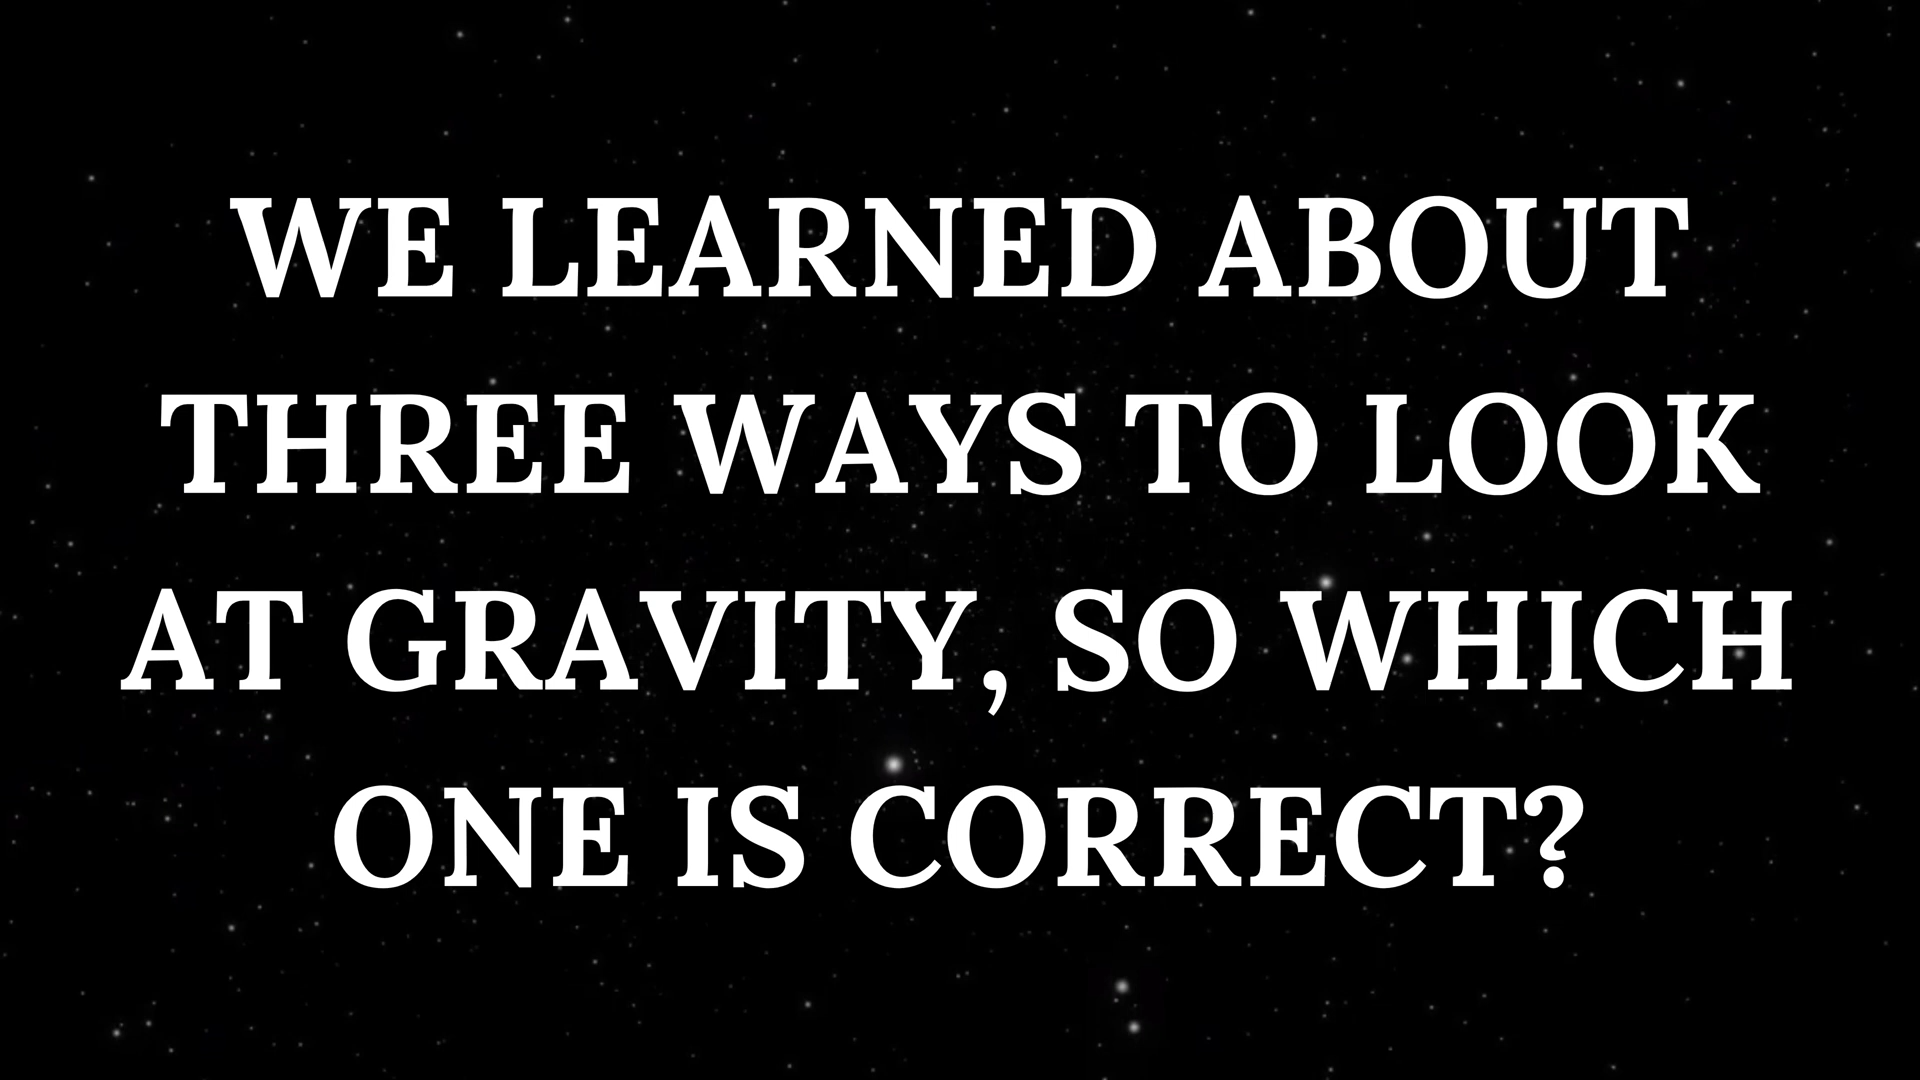 WE LEARNED ABOUT
THREE WAYS TO LOOK
AT GRAVITY, SO WHICH
ONE IS CORRECT?